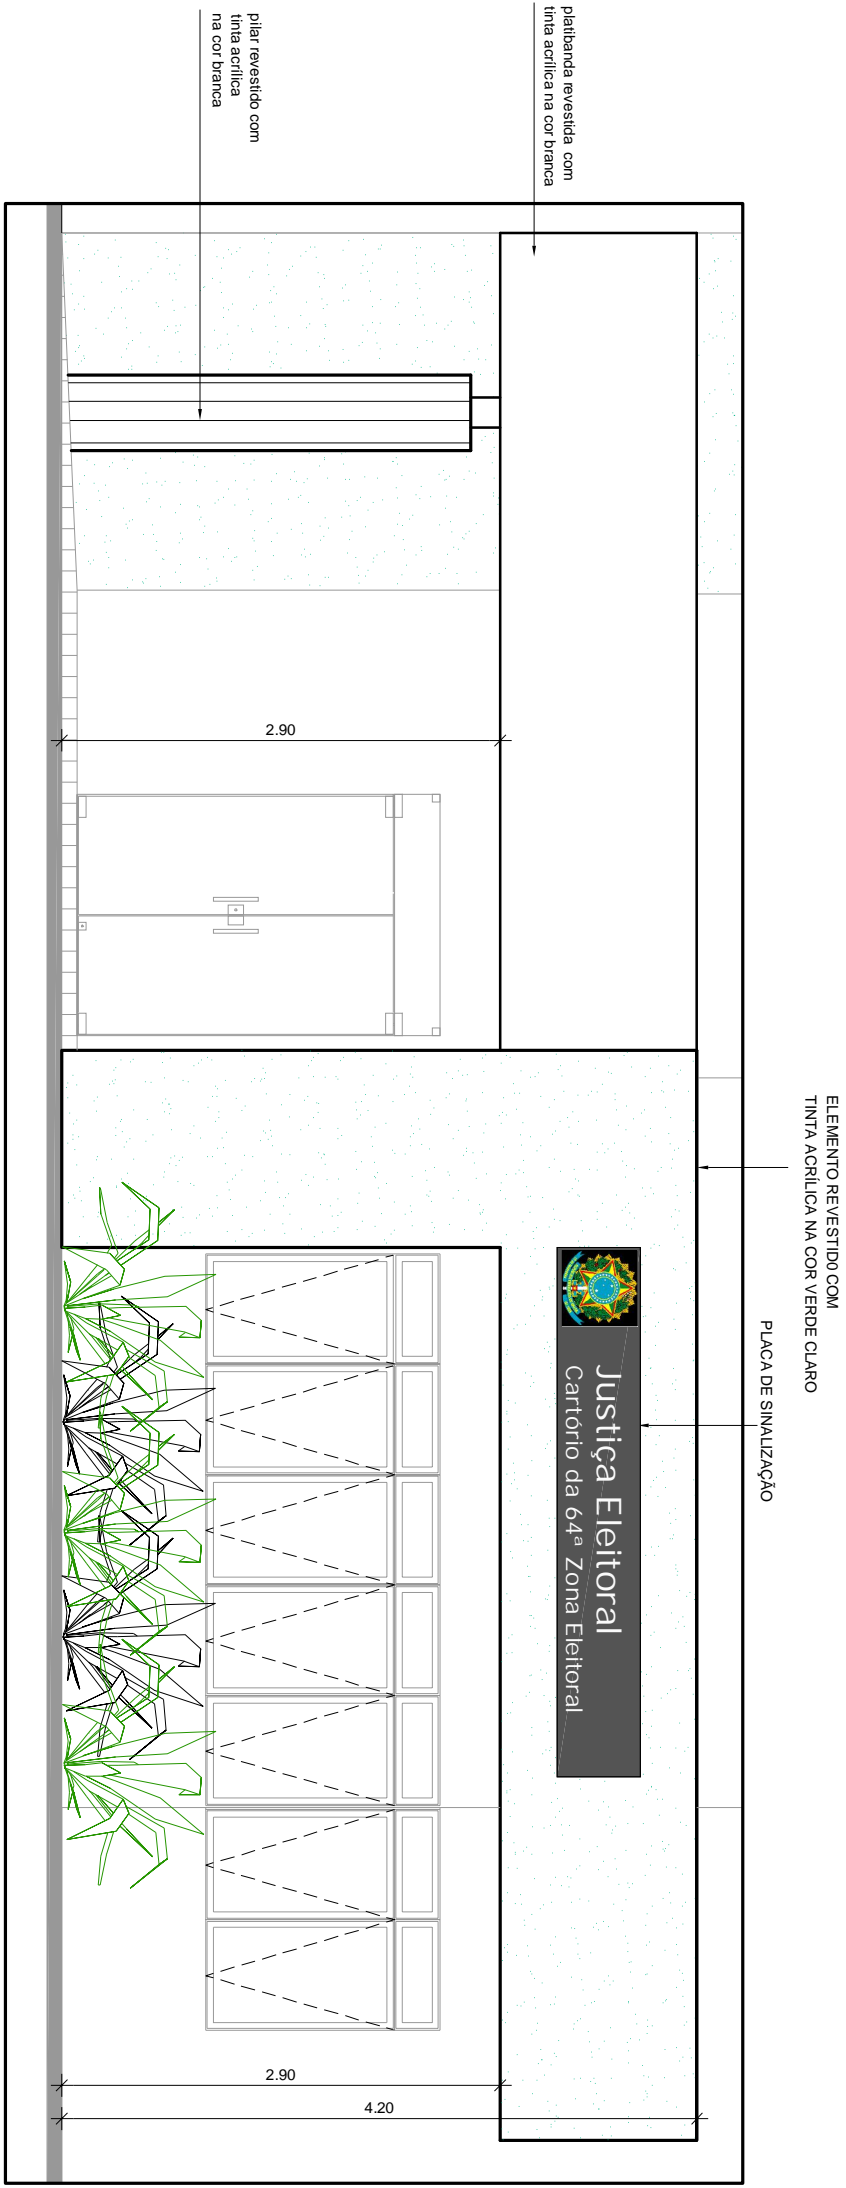 platibanda revestida com
tinta acrílica na cor branca
pilar revestido com
tinta acrílica
na cor branca
ELEMENTO REVESTIDO COM
TINTA ACRÍLICA NA COR VERDE CLARO
PLACA DE SINALIZAÇÃO
Justiça Eleitoral
Cartório da 64ª Zona Eleitoral
2.90
2.90
4.20